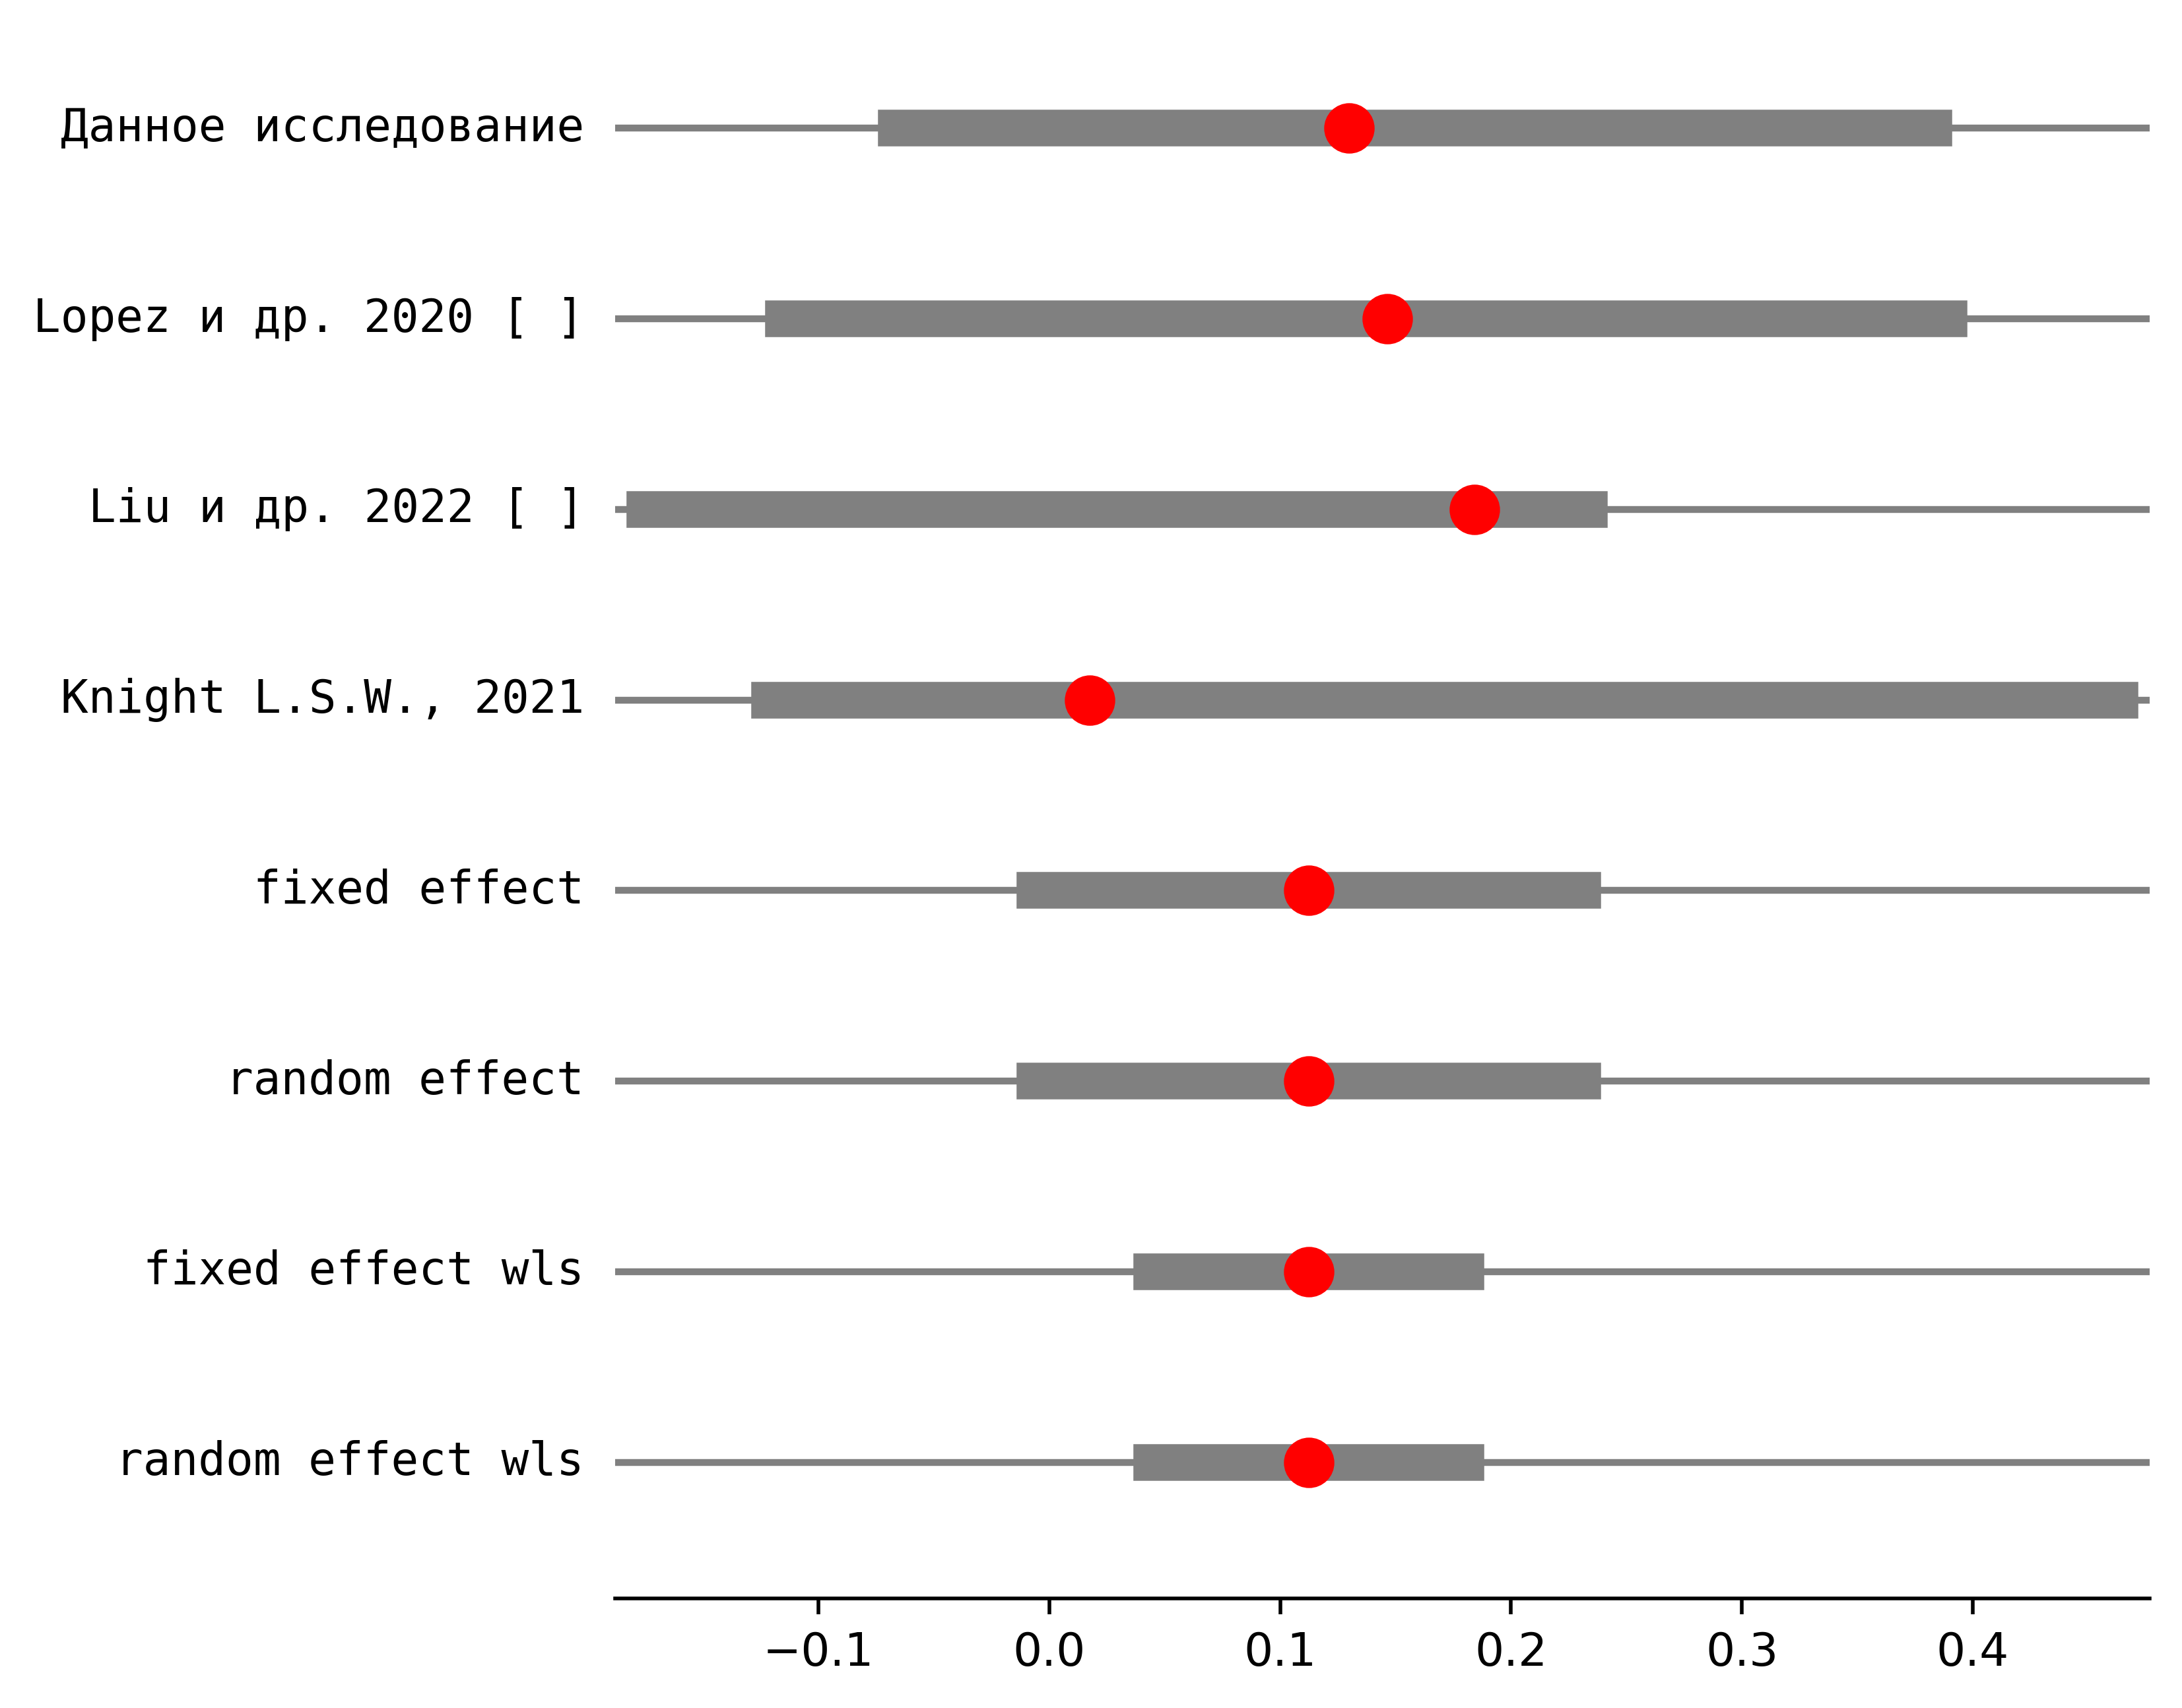 Данное исследование
Lopez и др. 2020 [ ]
Liu и др. 2022 [ ]
Knight L.S.W., 2021
fixed effect
random effect
fixed effect wls
random effect wls
−0.1 0.0 0.1 0.2 0.3 0.4